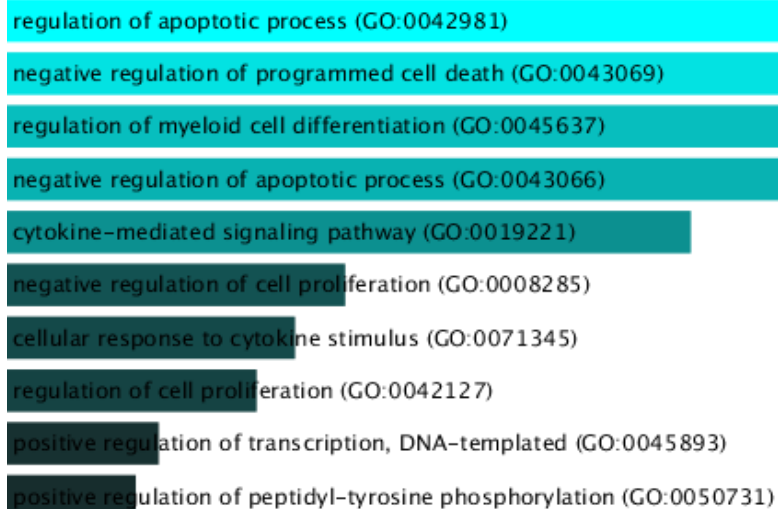 regulation of apoptotic process (GO:0042981)
negative regulation of programmed cell death (GO:0043069)
regulation of myeloid cell differentiation (GO:0045637)
negative regulation of apoptotic process (GO:0043066)
cytokine-mediated signaling pathway (GO:0019221)
negative regulation of cell proliferation (GO:0008285)
cellular response to cytokine stimulus (GO:0071345)
regulation of cell proliferation (GO:0042127)
positive regulation of transcription, DNA-templated (GO:0045893)
positive regulation of peptidyl-tyrosine phosphorylation (GO:0050731)